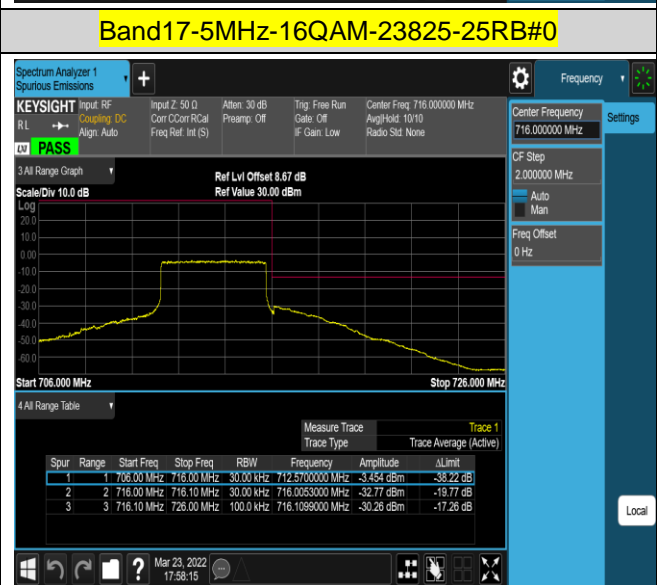 Band17-5MHz-16QAM-23825-25RB#0
Spectrum Analyzer 1
Spurious Emissions
Frequency
KEYSIGHT
RL
PASS
Input: RF
Coupling: DC
Align: Auto
Input Z: 50 Ω
Corr CCorr RCal
Freq Ref: Int (S)
Atten: 30 dB
Preamp: Off
Trig: Free Run
Gate: Off
IF Gain: Low
Center Freq: 716.000000 MHz
Avg|Hold: 10/10
Radio Std: None
Center Frequency
716.000000 MHz
Settings
CF Step
2.000000 MHz
Auto
Man
Freq Offset
0 Hz
3 All Range Graph
Scale/Div 10.0 dB
Ref Lvl Offset 8.67 dB
Ref Value 30.00 dBm
Log
20.0
10.0
0.00
-10.0
-20.0
-30.0
-40.0
-50.0
-60.0
Start 706.000 MHz
Stop 726.000 MHz
4 All Range Table
Measure Trace Trace 1
Trace Type Trace Average (Active)
Spur Range Start Freq Stop Freq RBW Frequency Amplitude ΔLimit
1 1 706.00 MHz 716.00 MHz 30.00 kHz 712.5700000 MHz -3.454 dBm -38.22 dB
2 2 716.00 MHz 716.10 MHz 30.00 kHz 716.0053000 MHz -32.77 dBm -19.77 dB
3 3 716.10 MHz 726.00 MHz 100.0 kHz 716.1099000 MHz -30.26 dBm -17.26 dB
Local
Mar 23, 2022
17:58:15